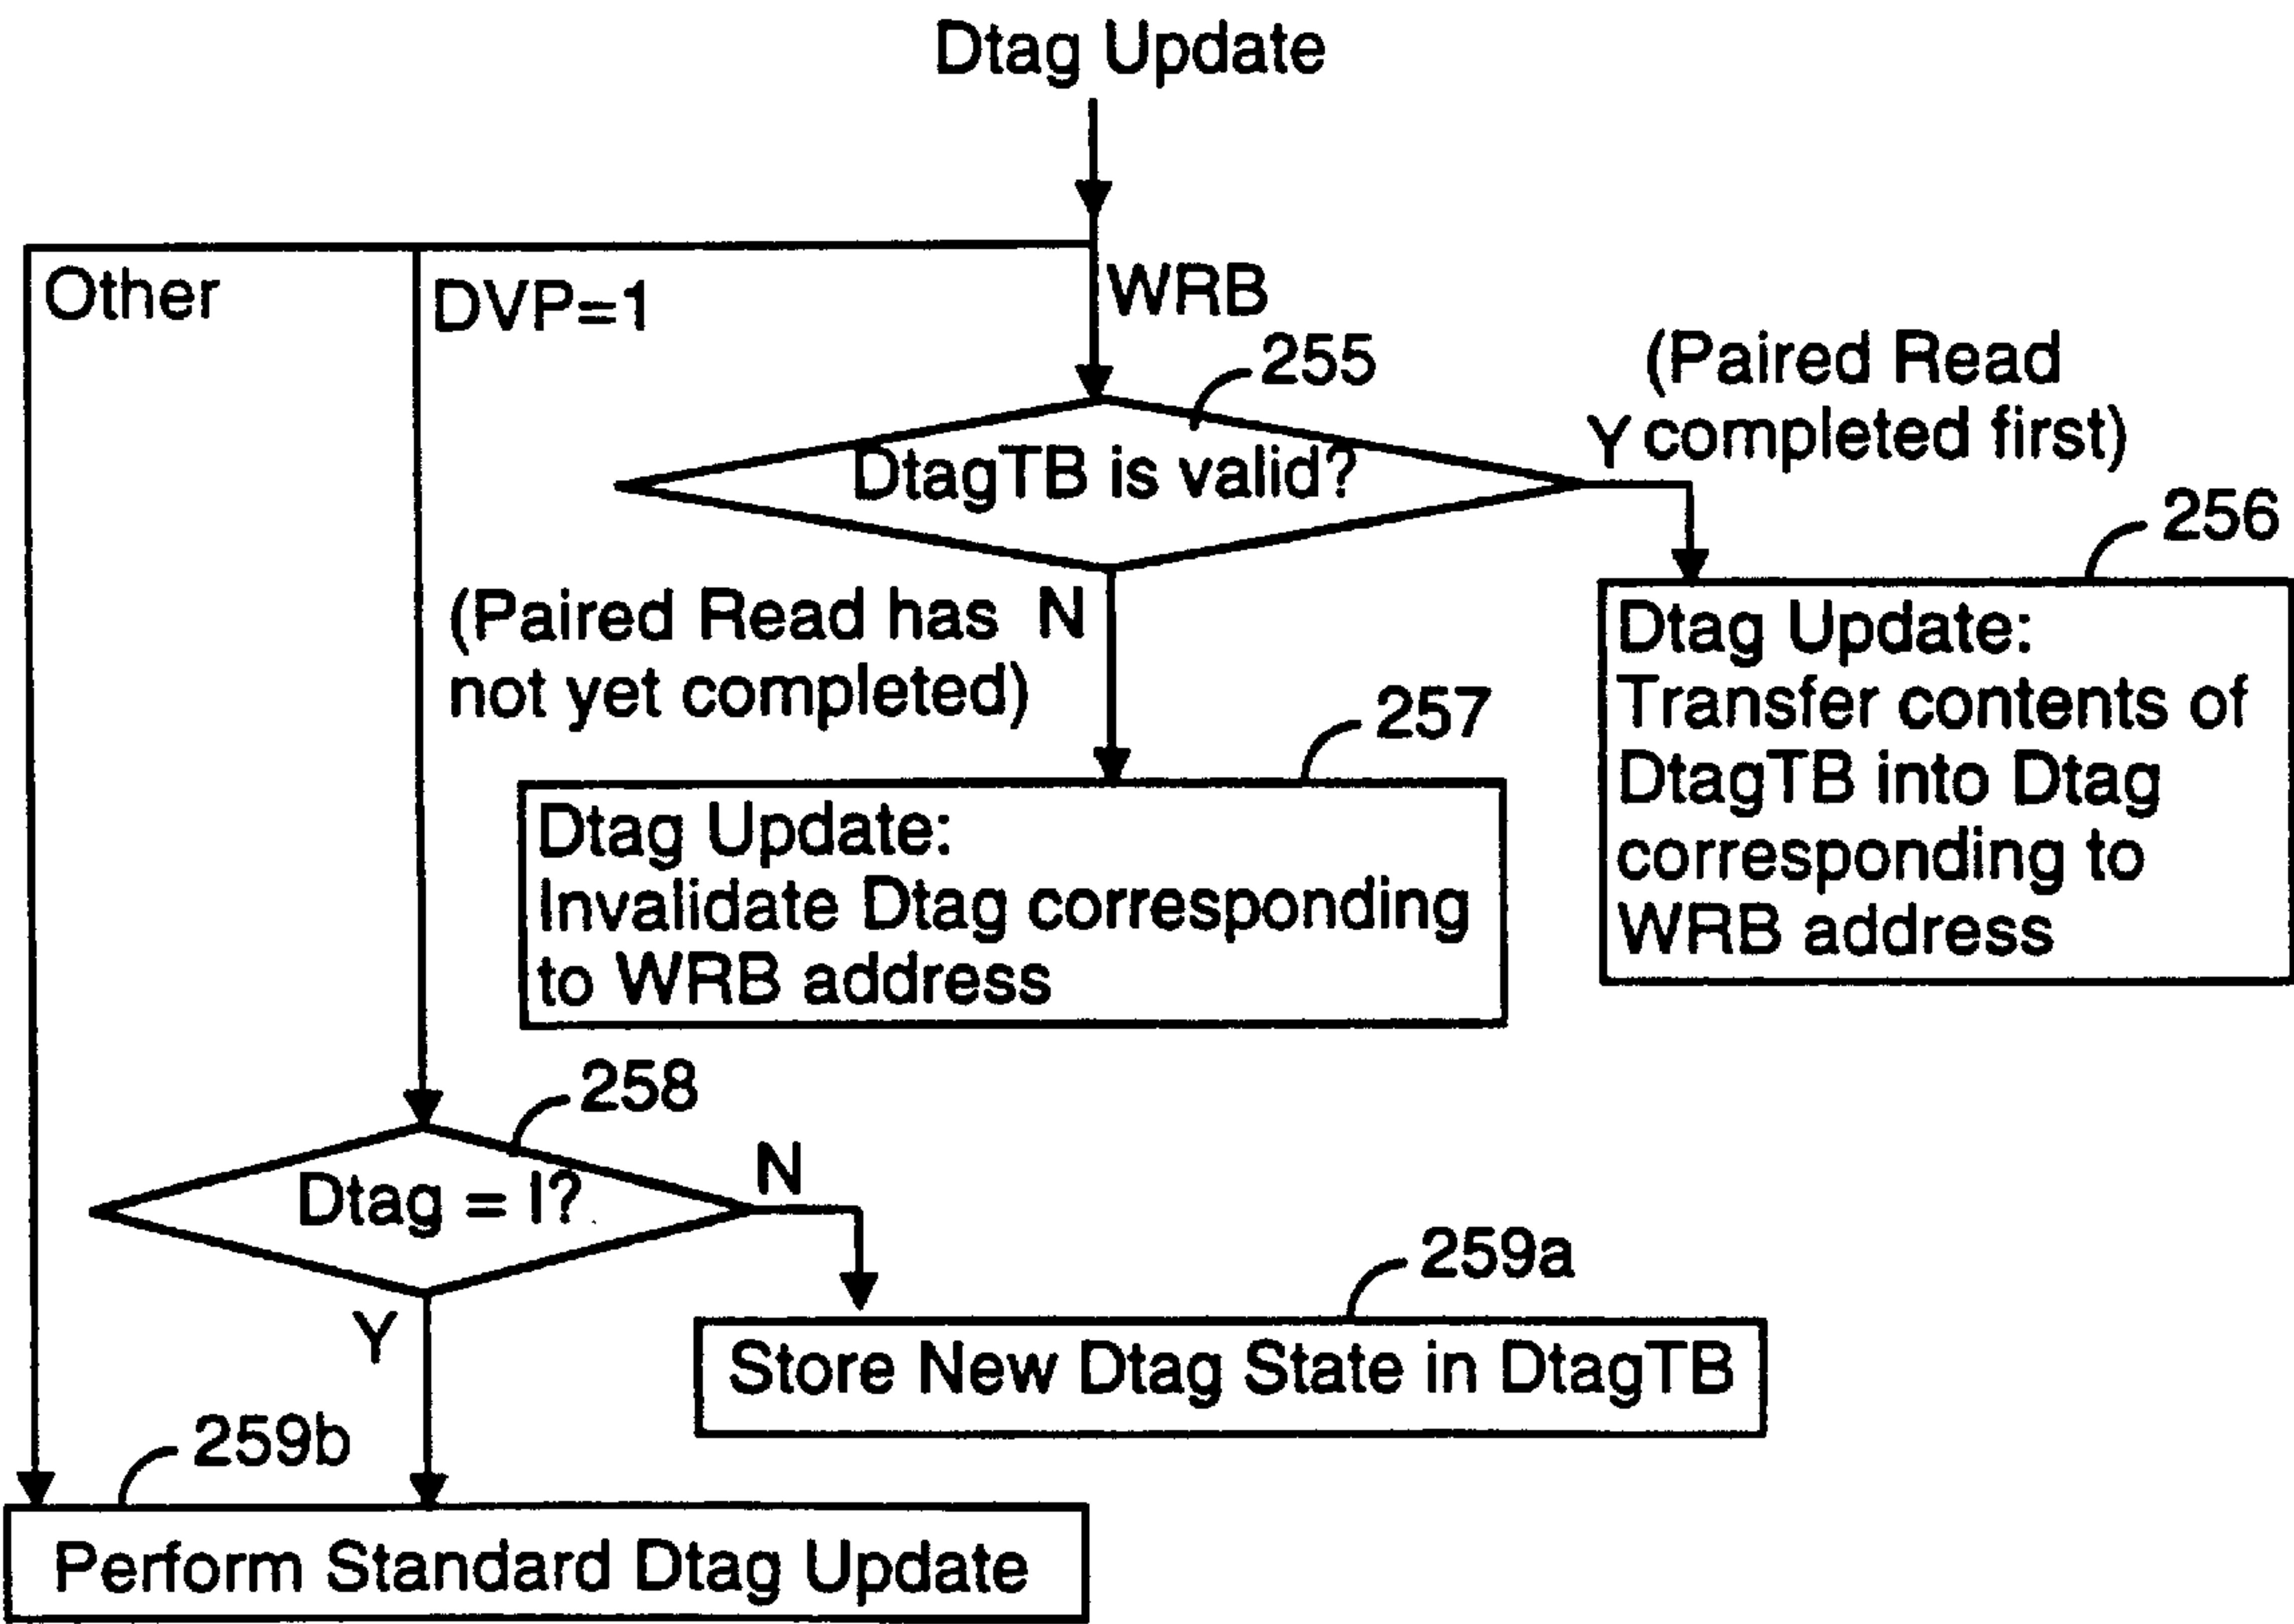 Dtag Update
Other
DVP=1
WRB
255
(Paired Read
Y completed first)
DtagTB is valid?
256
(Paired Read has N
not yet completed)
Dtag Update:
Transfer contents of
DtagTB into Dtag
corresponding to
WRB address
257
Dtag Update:
Invalidate Dtag corresponding
to WRB address
258
Dtag = I?
N
Y
259a
Store New Dtag State in DtagTB
259b
Perform Standard Dtag Update